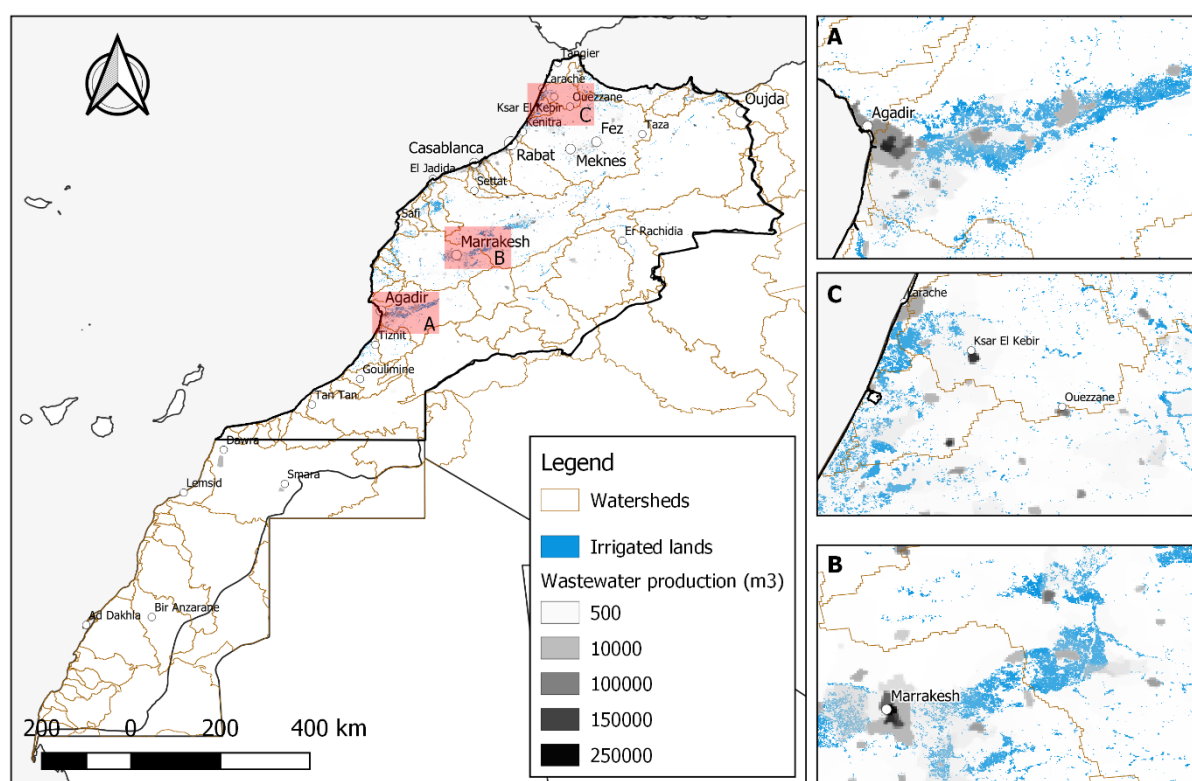 Tangier
Larache
Ouezzane
Ksar El Kebir
C
Kenitra
Oujda
Taza
Fez
Casablanca
Rabat
Meknes
El Jadida
Settat
Safi
Er Rachidia
Marrakesh
B
Agadir
A
Tiznit
Goulimine
Tan Tan
Dawra
Smara
Lemsid
Ad Dakhla
Bir Anzarane
200 0 200 400 km
Legend
Watersheds
Irrigated lands
Wastewater production (m3)
500
10000
100000
150000
250000
A
Agadir
C
Larache
Ksar El Kebir
Ouezzane
B
Marrakesh